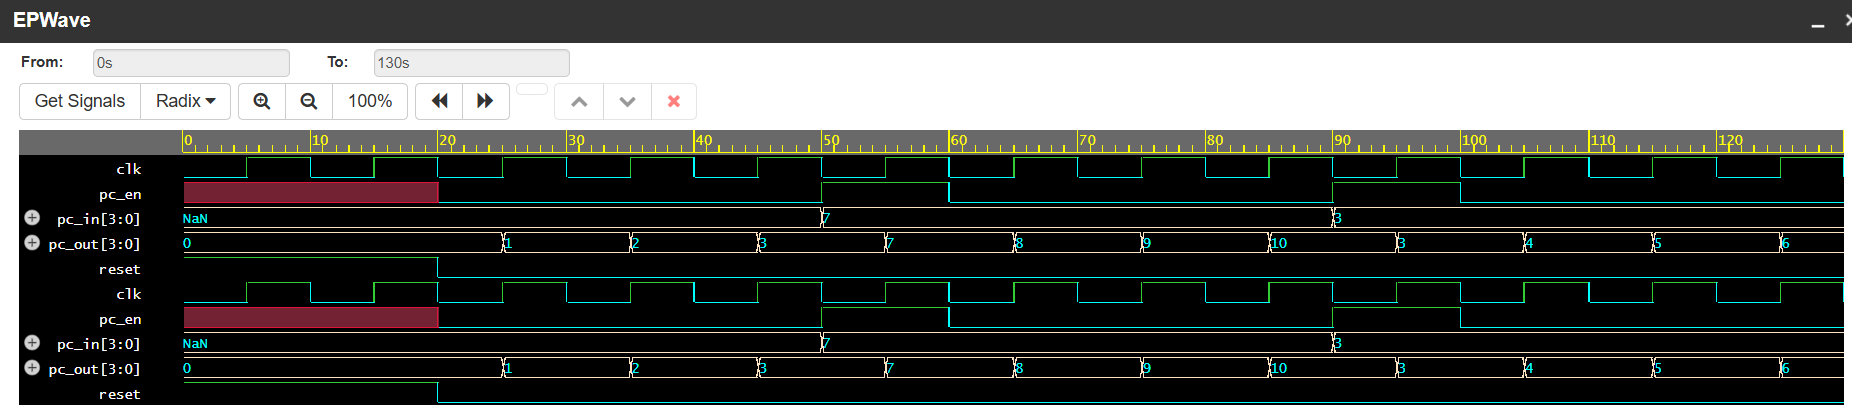 EPWave
From: 0s To: 130s
Get Signals Radix 100%
0 10 20 30 40 50 60 70 80 90 100 110 120
clk
pc_en
pc_in[3:0] NaN 7 3
pc_out[3:0] 0 1 2 3 7 8 9 10 3 4 5 6
reset
clk
pc_en
pc_in[3:0] NaN 7 3
pc_out[3:0] 0 1 2 3 7 8 9 10 3 4 5 6
reset